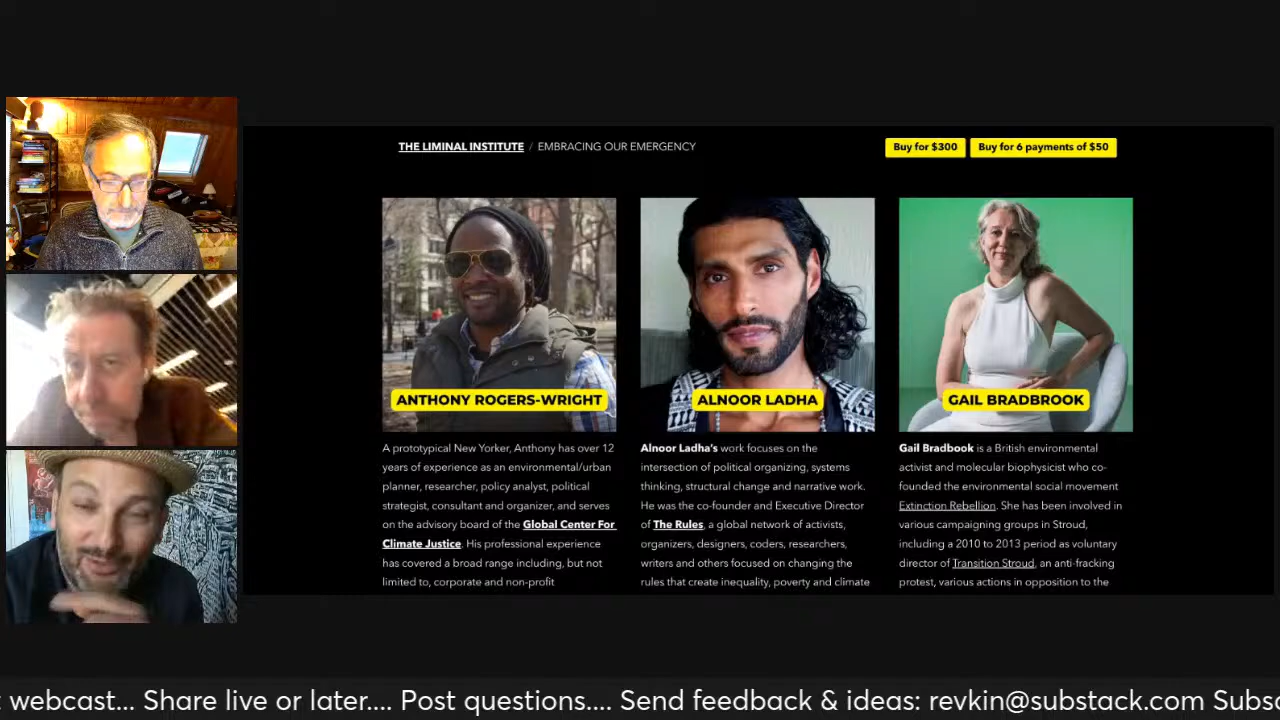 THE LIMINAL INSTITUTE / EMBRACING OUR EMERGENCY
Buy for $300
Buy for 6 payments of $50
ANTHONY ROGERS-WRIGHT
A prototypical New Yorker, Anthony has over 12
years of experience as an environmental/urban
planner, researcher, policy analyst, political
strategist, consultant and organizer, and serves
on the advisory board of the Global Center For
Climate Justice. His professional experience
has covered a broad range including, but not
limited to, corporate and non-profit
ALNOOR LADHA
Alnoor Ladha's work focuses on the
intersection of political organizing, systems
thinking, structural change and narrative work.
He was the co-founder and Executive Director
of The Rules, a global network of activists,
organizers, designers, coders, researchers,
writers and others focused on changing the
rules that create inequality, poverty and climate
GAIL BRADBROOK
Gail Bradbook is a British environmental
activist and molecular biophysicist who co-
founded the environmental social movement
Extinction Rebellion. She has been involved in
various campaigning groups in Stroud,
including a 2010 to 2013 period as voluntary
director of Transition Stroud, an anti-fracking
protest, various actions in opposition to the
webcast... Share live or later.... Post questions.... Send feedback & ideas: revkin@substack.com Subs